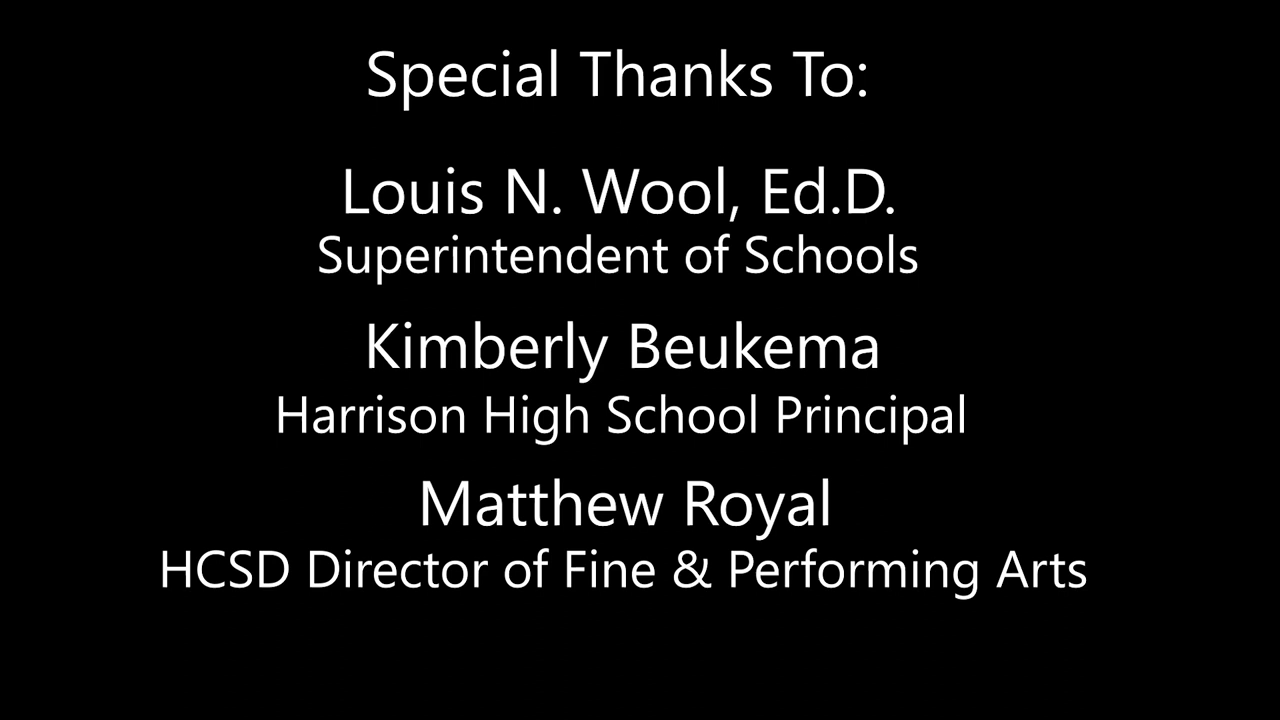 Special Thanks To:
Louis N. Wool, Ed.D.
Superintendent of Schools
Kimberly Beukema
Harrison High School Principal
Matthew Royal
HCSD Director of Fine & Performing Arts